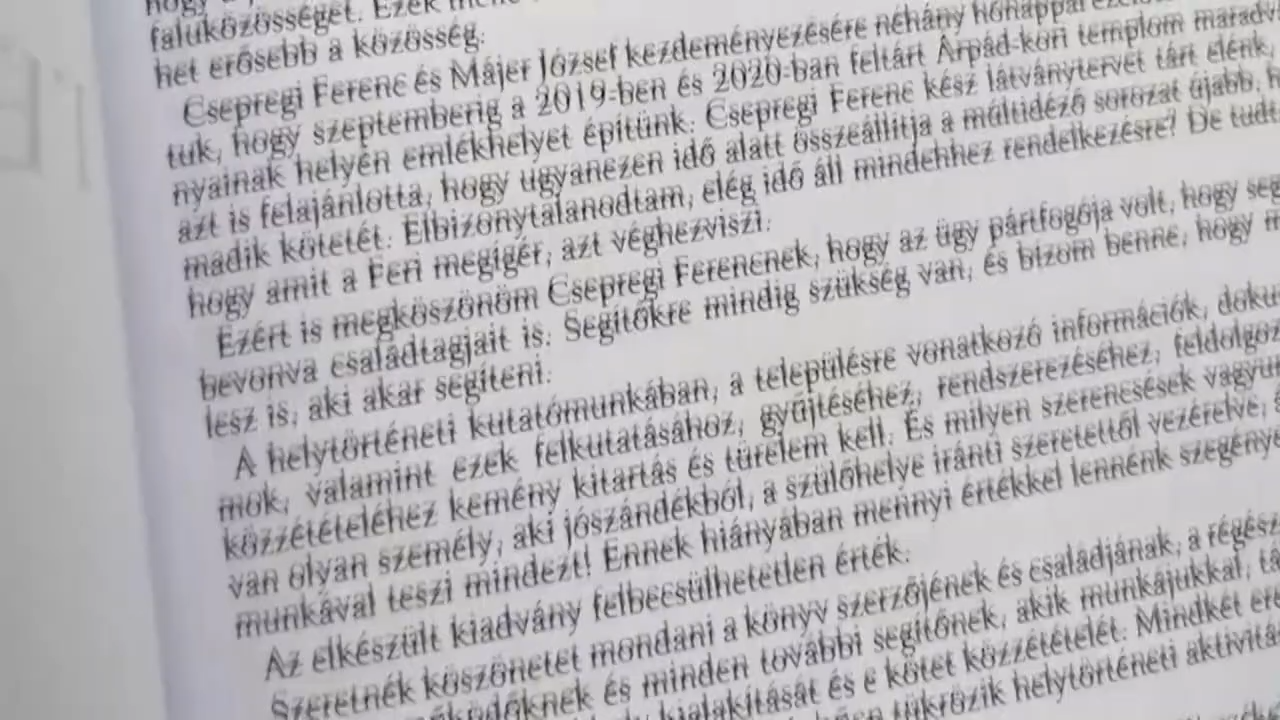 faluközösséget. Ezek
het erősebb a közösség.
Csepregi Ferenc és Májer József kezdeményezésére néhány hónappal
tuk, hogy szeptemberig a 2019-ben és 2020-ban feltárt Árpád-kori templom maradv
nyainak helyén emlékhelyet építünk. Csepregi Ferenc kész látványtervet tárt elénk,
azt is felajánlotta, hogy ugyanezen idő alatt összeállítja a múltidéző sorozat újabb, h
madik kötetét. Elbizonytalanodtam, elég idő áll mindehhez rendelkezésre? De tudt
hogy amit a Feri megígér, azt véghezviszi.
Ezért is megköszönöm Csepregi Ferencnek, hogy az ügy pártfogója volt, hogy seg
bevonva családtagjait is. Segítőkre mindig szükség van, és bízom benne, hogy m
lesz is, aki akar segíteni.
A helytörténeti kutatómunkában, a településre vonatkozó információk, doku
mok, valamint ezek felkutatásához, gyűjtéséhez, rendszerezéséhez, feldolgoz
közzétételéhez kemény kitartás és türelem kell. És milyen szerencsések vagyun
van olyan személy, aki jószándékból, a szülőhelye iránti szeretettől vezérelve,
munkával teszi mindezt! Ennek hiányában mennyi értékkel lennénk szegénye
Az elkészült kiadvány felbecsülhetetlen érték.
Szeretnék köszönetet mondani a könyv szerzőjének és családjának, a régész
és minden további segítőnek, akik munkájukkal, tá
kialakítását és e kötet közzétételét. Mindkét
tükrözik helytörténeti aktivitá